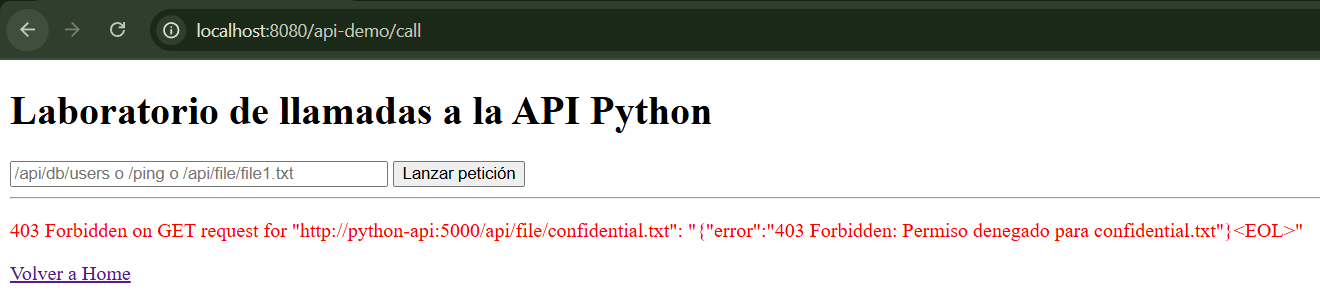 localhost:8080/api-demo/call
Laboratorio de llamadas a la API Python
/api/db/users o /ping o /api/file/file1.txt Lanzar petición
403 Forbidden on GET request for "http://python-api:5000/api/file/confidential.txt": "{"error":"403 Forbidden: Permiso denegado para confidential.txt"}<EOL>"
Volver a Home